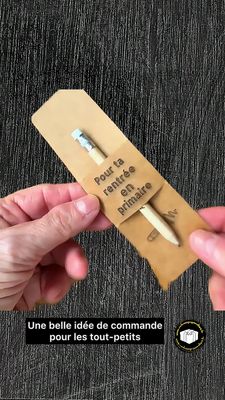 Pour ta
rentrée
en
primaire
Une belle idée de commande
pour les tout-petits